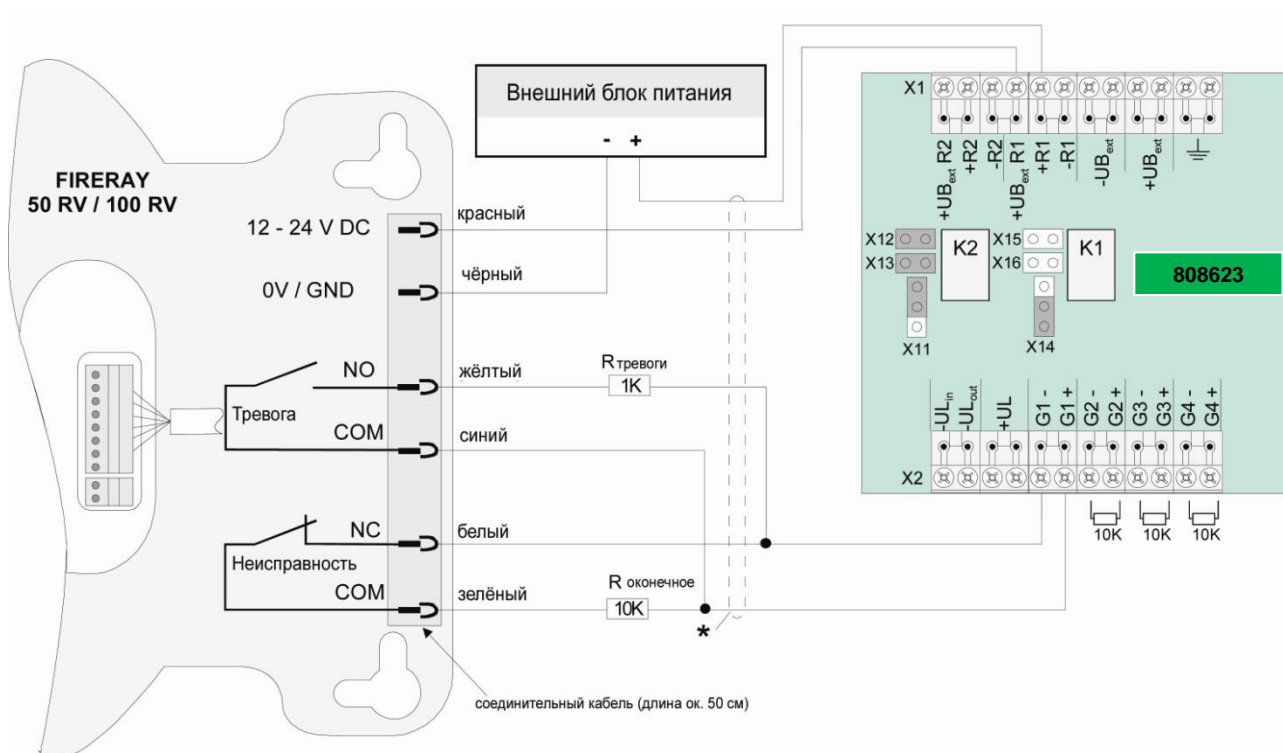 Внешний блок питания
- +
FIRERAY
50 RV / 100 RV
12 - 24 V DC
красный
0V / GND
чёрный
NO
жёлтый
Тревога
COM
синий
NC
белый
Неисправность
COM
зелёный
R тревоги
1K
R оконечное
10K
*
соединительный кабель (длина ок. 50 см)
X1
+UBext R2
+R2
-R2
+UBext R1
+R1
-R1
-UBext
+UBext
X12
X13
K2
X11
X15
X16
K1
X14
808623
-ULin
-ULout
+UL
G1 -
G1 +
G2 -
G2 +
G3 -
G3 +
G4 -
G4 +
X2
10K
10K
10K